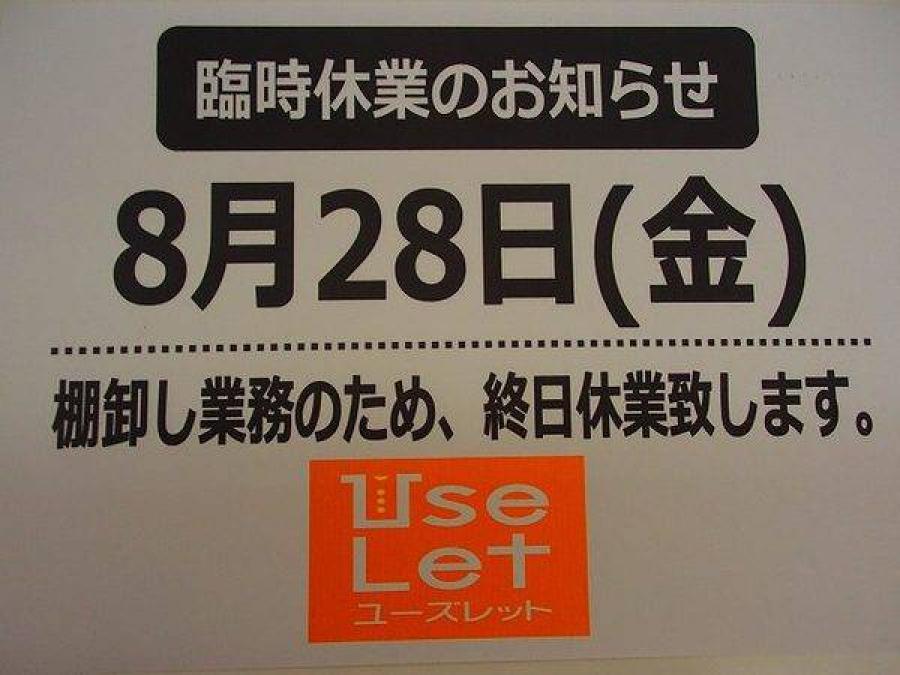 臨時休業のお知らせ
8月28日(金)
棚卸し業務のため、終日休業致します。
Use
Let
ユーズレット